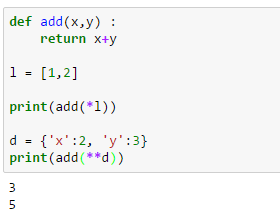 def add(x,y) :
    return x+y
l = [1,2]
print(add(*l))
d = {'x':2, 'y':3}
print(add(**d))
3
5